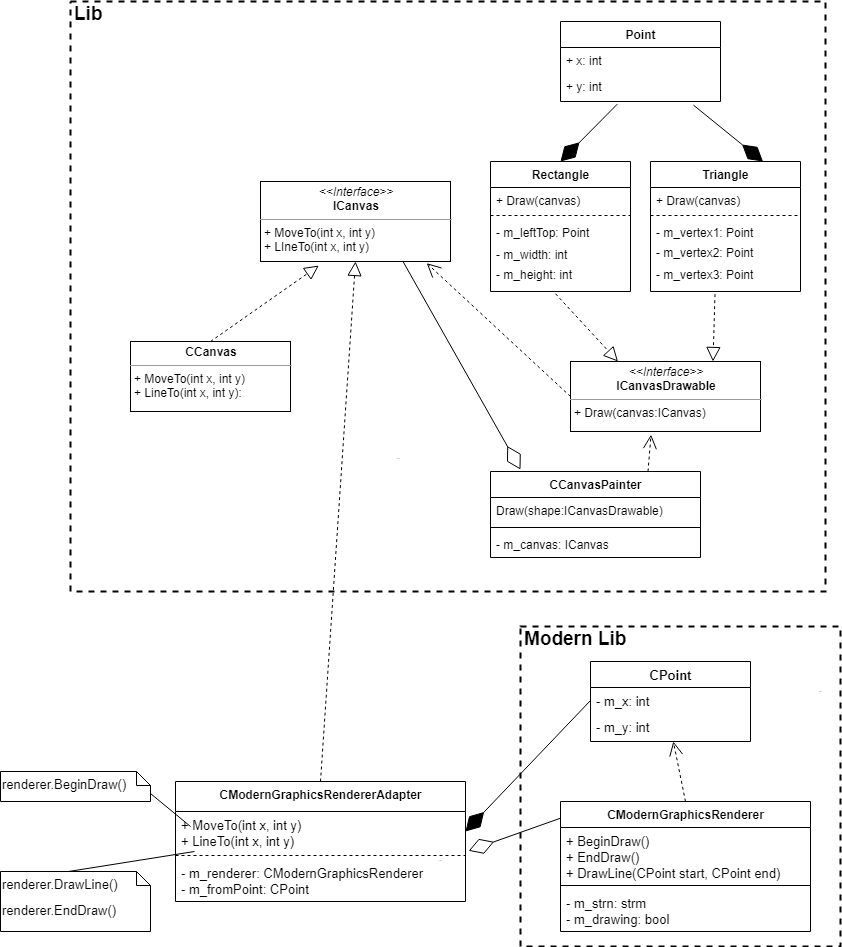 Lib
Point
+ x: int
+ y: int
Rectangle
+ Draw(canvas)
- m_leftTop: Point
- m_width: int
- m_height: int
Triangle
+ Draw(canvas)
- m_vertex1: Point
- m_vertex2: Point
- m_vertex3: Point
<<Interface>>
ICanvas
+ MoveTo(int x, int y)
+ LIneTo(int x, int y)
CCanvas
+ MoveTo(int x, int y)
+ LineTo(int x, int y):
<<Interface>>
ICanvasDrawable
+ Draw(canvas:ICanvas)
CCanvasPainter
Draw(shape:ICanvasDrawable)
- m_canvas: ICanvas
Modern Lib
CPoint
- m_x: int
- m_y: int
renderer.BeginDraw()
CModernGraphicsRendererAdapter
+ MoveTo(int x, int y)
+ LineTo(int x, int y)
- m_renderer: CModernGraphicsRenderer
- m_fromPoint: CPoint
CModernGraphicsRenderer
+ BeginDraw()
+ EndDraw()
+ DrawLine(CPoint start, CPoint end)
- m_strn: strm
- m_drawing: bool
renderer.DrawLine()
renderer.EndDraw()